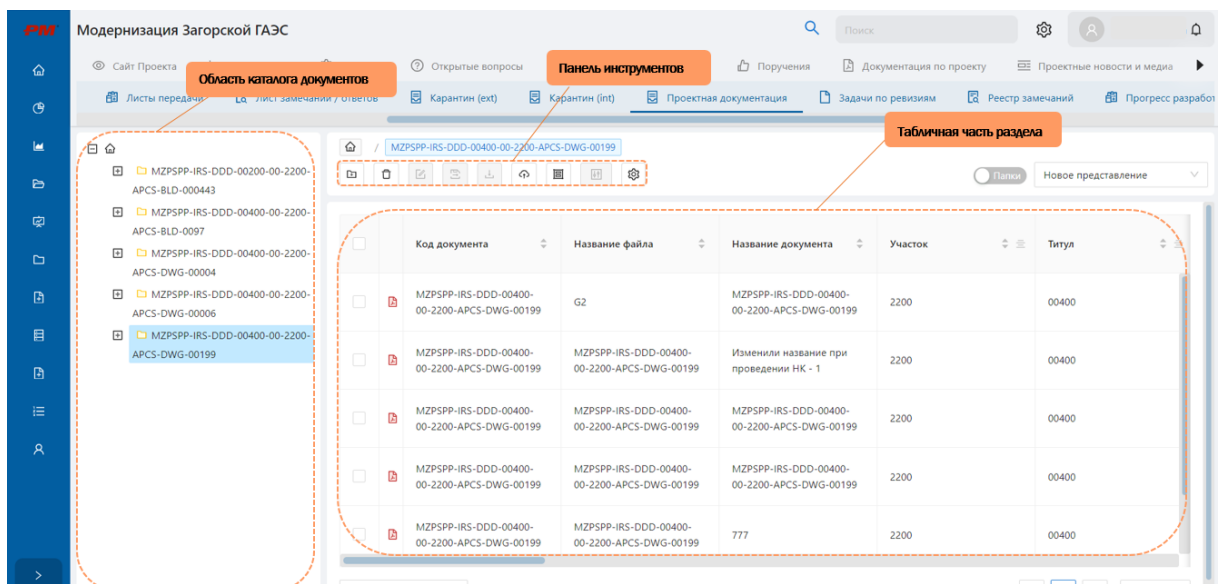 PM
Модернизация Загорской ГАЭС
Поиск
Сайт Проекта
Открытые вопросы
Поручения
Документация по проекту
Проектные новости и медиа
Область каталога документов
Панель инструментов
Листы передачи
Лист замечаний / ответов
Карантин (ext)
Карантин (int)
Проектная документация
Задачи по ревизиям
Реестр замечаний
Прогресс разработ
Табличная часть раздела
MZPSPP-IRS-DDD-00200-00-2200-
APCS-BLD-000443
MZPSPP-IRS-DDD-00400-00-2200-
APCS-BLD-0097
MZPSPP-IRS-DDD-00400-00-2200-
APCS-DWG-00004
MZPSPP-IRS-DDD-00400-00-2200-
APCS-DWG-00006
MZPSPP-IRS-DDD-00400-00-2200-
APCS-DWG-00199
/ MZPSPP-IRS-DDD-00400-00-2200-APCS-DWG-00199
Папки
Новое представление
Код документа
Название файла
Название документа
Участок
Титул
MZPSPP-IRS-DDD-00400-
00-2200-APCS-DWG-00199
G2
MZPSPP-IRS-DDD-00400-
00-2200-APCS-DWG-00199
2200
00400
MZPSPP-IRS-DDD-00400-
00-2200-APCS-DWG-00199
MZPSPP-IRS-DDD-00400-
00-2200-APCS-DWG-00199
Изменили название при
проведении НК - 1
2200
00400
MZPSPP-IRS-DDD-00400-
00-2200-APCS-DWG-00199
MZPSPP-IRS-DDD-00400-
00-2200-APCS-DWG-00199
MZPSPP-IRS-DDD-00400-
00-2200-APCS-DWG-00199
2200
00400
MZPSPP-IRS-DDD-00400-
00-2200-APCS-DWG-00199
MZPSPP-IRS-DDD-00400-
00-2200-APCS-DWG-00199
MZPSPP-IRS-DDD-00400-
00-2200-APCS-DWG-00199
2200
00400
MZPSPP-IRS-DDD-00400-
00-2200-APCS-DWG-00199
MZPSPP-IRS-DDD-00400-
00-2200-APCS-DWG-00199
777
2200
00400